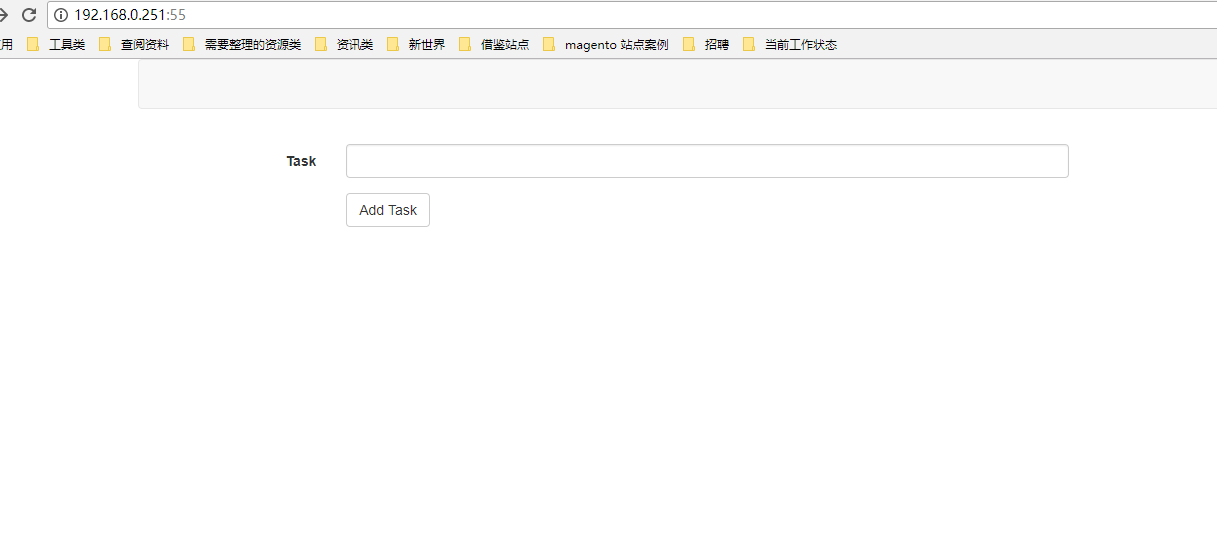 192.168.0.251:55
用 工具类 查阅资料 需要整理的资源类 资讯类 新世界 借鉴站点 magento 站点案例 招聘 当前工作状态
Task
Add Task